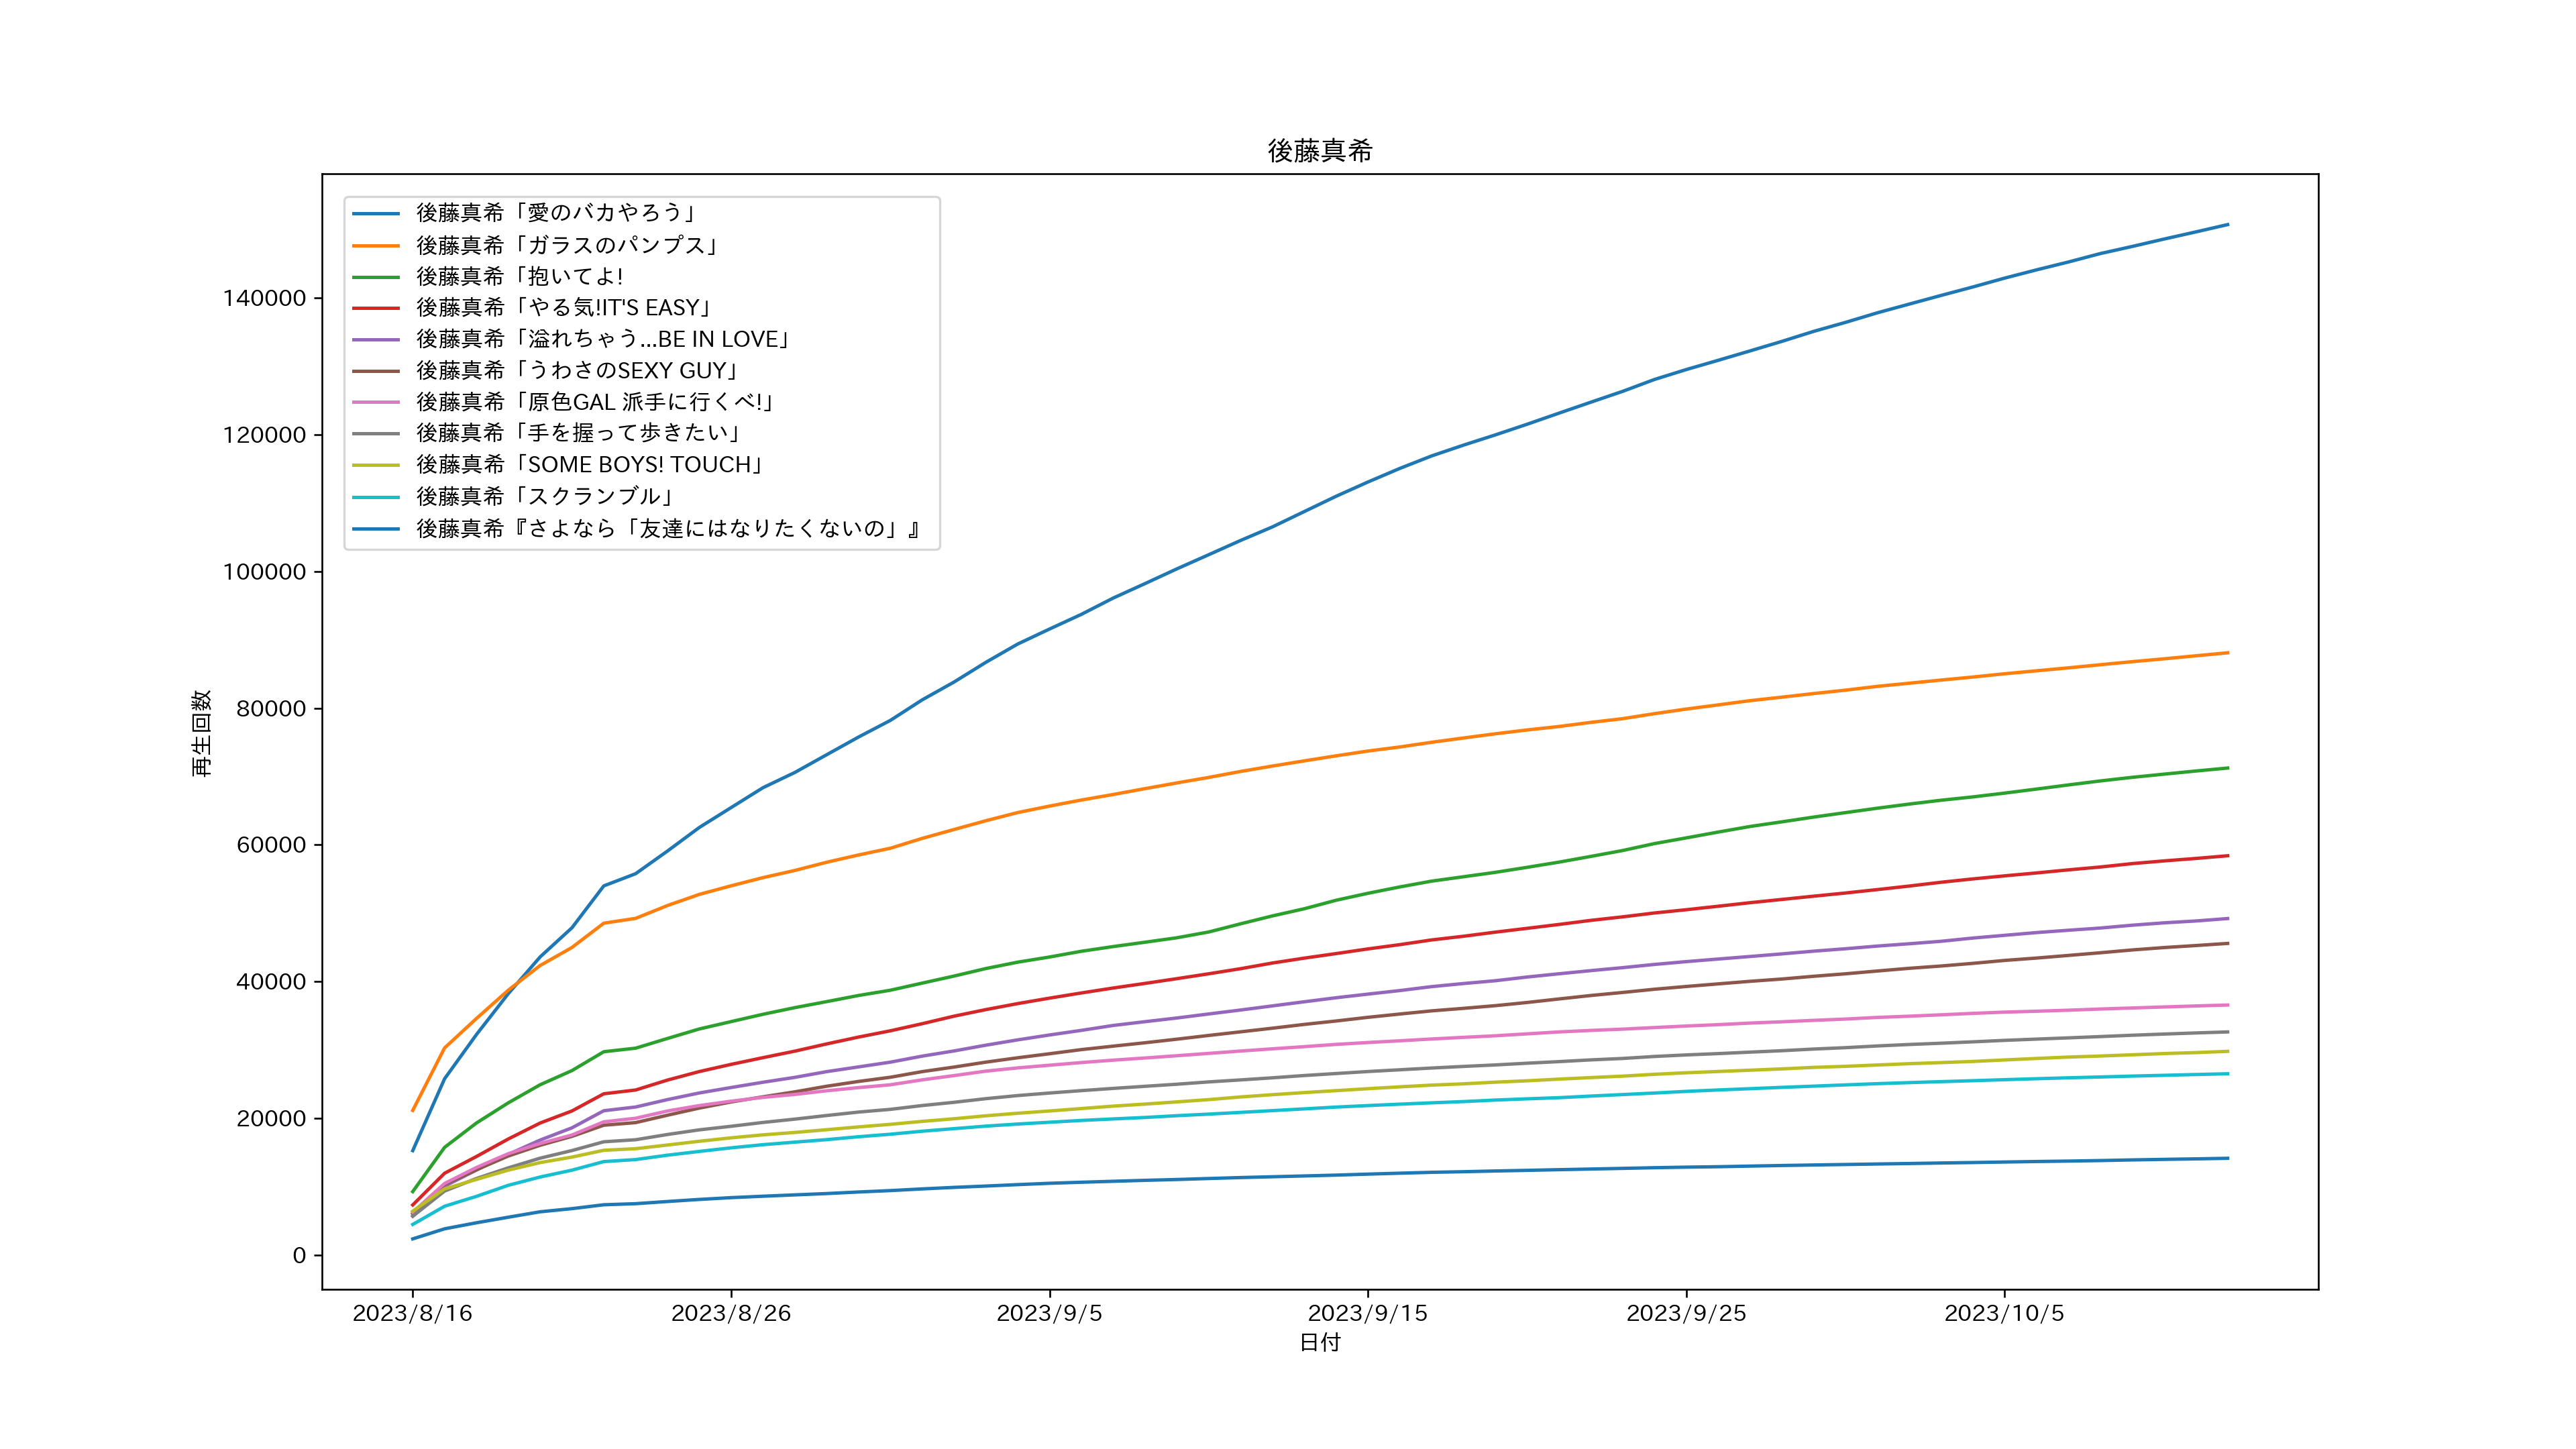 後藤真希
後藤真希「愛のバカやろう」
後藤真希「ガラスのパンプス」
後藤真希「抱いてよ!
後藤真希「やる気!IT'S EASY」
後藤真希「溢れちゃう...BE IN LOVE」
後藤真希「うわさのSEXY GUY」
後藤真希「原色GAL 派手に行くべ!」
後藤真希「手を握って歩きたい」
後藤真希「SOME BOYS! TOUCH」
後藤真希「スクランブル」
後藤真希『さよなら「友達にはなりたくないの」』
再生回数
140000
120000
100000
80000
60000
40000
20000
0
2023/8/16 2023/8/26 2023/9/5 2023/9/15 2023/9/25 2023/10/5
日付